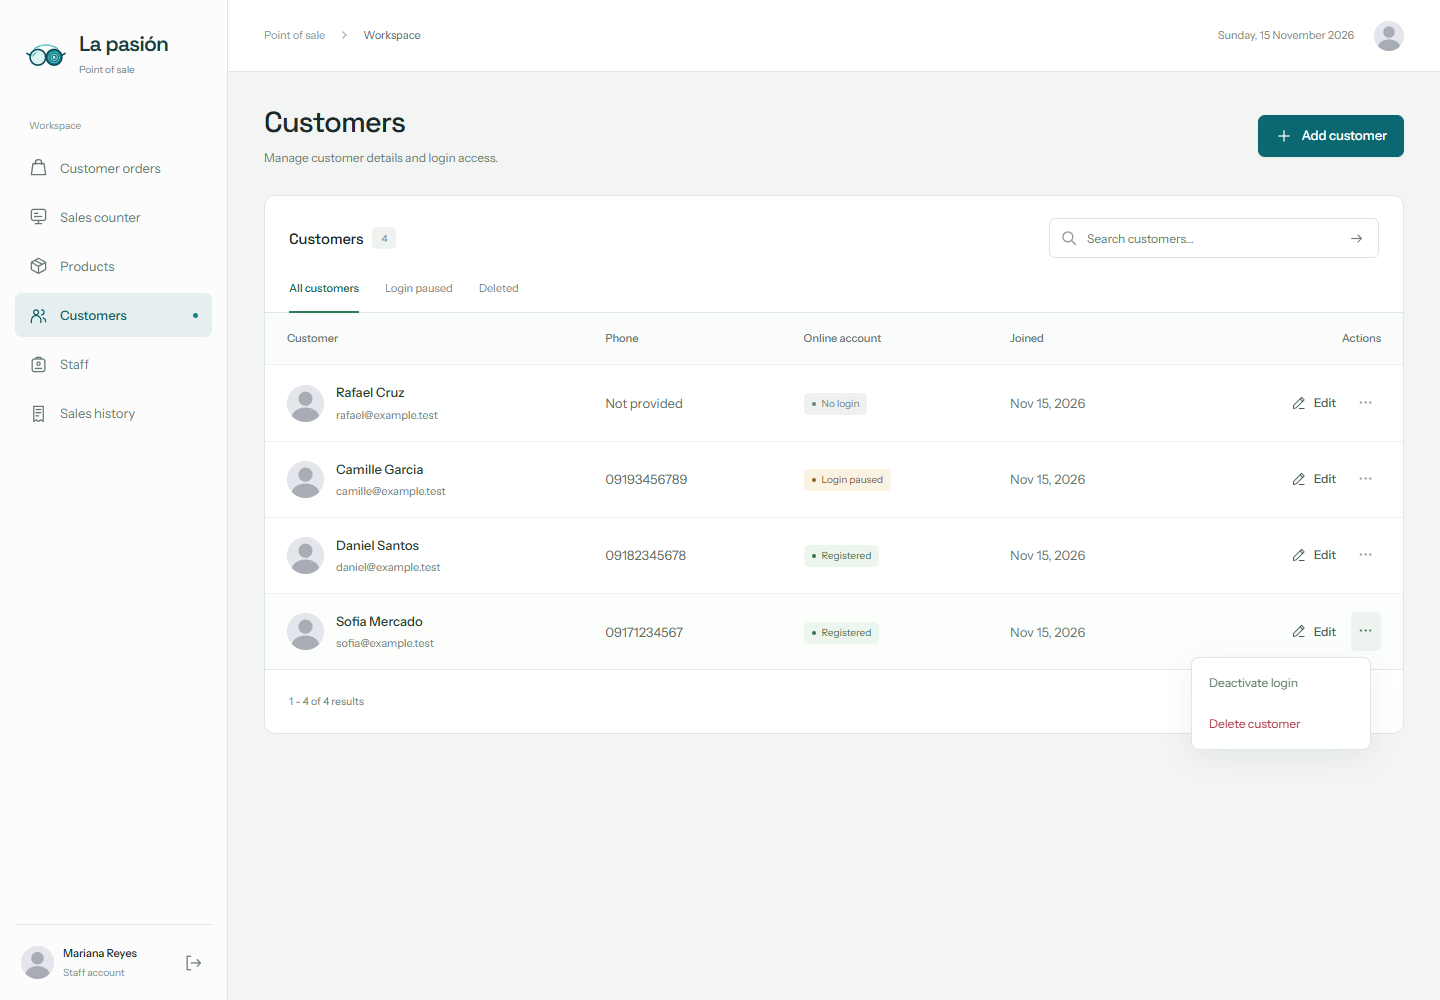 La pasión
Point of sale
Workspace
Customer orders
Sales counter
Products
Customers
Staff
Sales history
Mariana Reyes
Staff account
Point of sale > Workspace
Sunday, 15 November 2026
Customers
Manage customer details and login access.
Add customer
Customers 4
Search customers...
All customers Login paused Deleted
Customer Phone Online account Joined Actions
Rafael Cruz
rafael@example.test
Not provided No login Nov 15, 2026 Edit ...
Camille Garcia
camille@example.test
09193456789 Login paused Nov 15, 2026 Edit ...
Daniel Santos
daniel@example.test
09182345678 Registered Nov 15, 2026 Edit ...
Sofia Mercado
sofia@example.test
09171234567 Registered Nov 15, 2026 Edit ...
Deactivate login
Delete customer
1 - 4 of 4 results